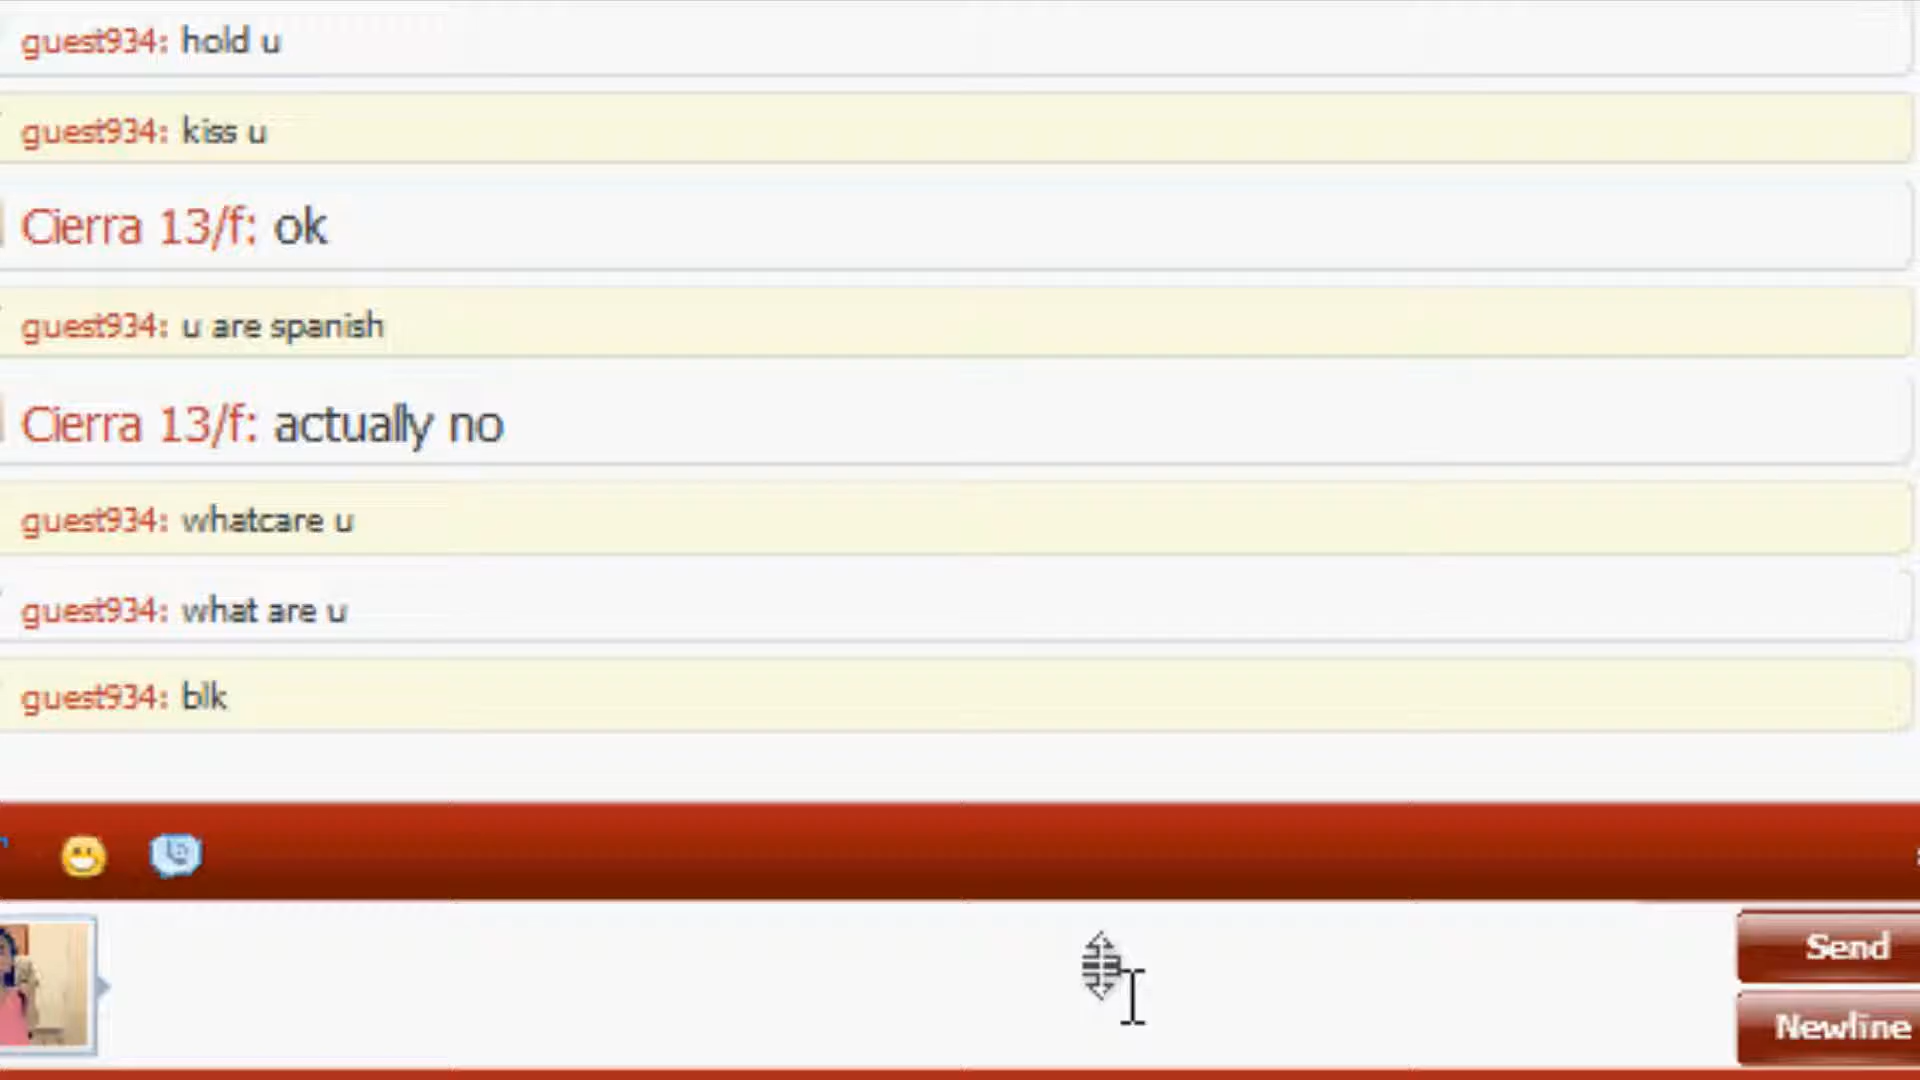 guest934: hold u
guest934: kiss u
Cierra 13/f: ok
guest934: u are spanish
Cierra 13/f: actually no
guest934: whatcare u
guest934: what are u
guest934: blk
Send
Newline